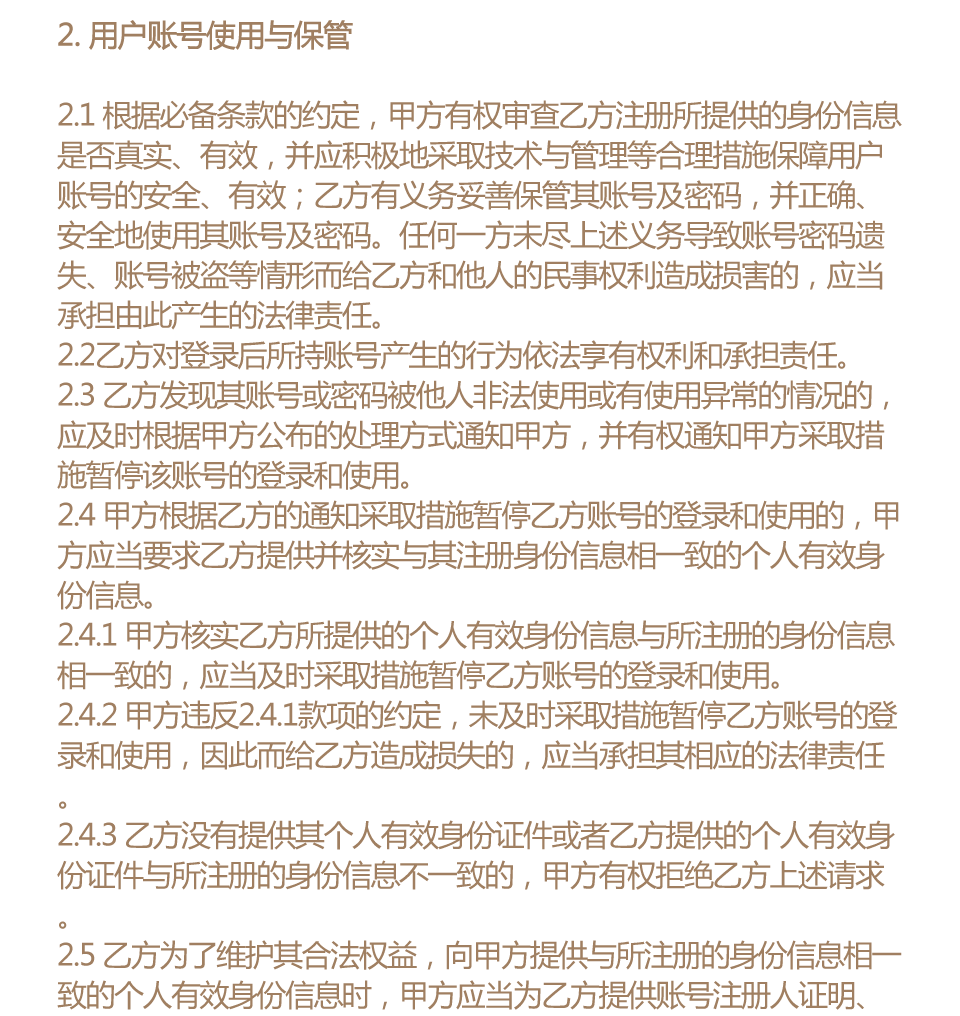 2. 用户账号使用与保管
2.1 根据必备条款的约定，甲方有权审查乙方注册所提供的身份信息
是否真实、有效，并应积极地采取技术与管理等合理措施保障用户
账号的安全、有效；乙方有义务妥善保管其账号及密码，并正确、
安全地使用其账号及密码。任何一方未尽上述义务导致账号密码遗
失、账号被盗等情形而给乙方和他人的民事权利造成损害的，应当
承担由此产生的法律责任。
2.2乙方对登录后所持账号产生的行为依法享有权利和承担责任。
2.3 乙方发现其账号或密码被他人非法使用或有使用异常的情况的，
应及时根据甲方公布的处理方式通知甲方，并有权通知甲方采取措
施暂停该账号的登录和使用。
2.4 甲方根据乙方的通知采取措施暂停乙方账号的登录和使用的，甲
方应当要求乙方提供并核实与其注册身份信息相一致的个人有效身
份信息。
2.4.1 甲方核实乙方所提供的个人有效身份信息与所注册的身份信息
相一致的，应当及时采取措施暂停乙方账号的登录和使用。
2.4.2 甲方违反2.4.1款项的约定，未及时采取措施暂停乙方账号的登
录和使用，因此而给乙方造成损失的，应当承担其相应的法律责任
。
2.4.3 乙方没有提供其个人有效身份证件或者乙方提供的个人有效身
份证件与所注册的身份信息不一致的，甲方有权拒绝乙方上述请求
。
2.5 乙方为了维护其合法权益，向甲方提供与所注册的身份信息相一
致的个人有效身份信息时，甲方应当为乙方提供账号注册人证明、